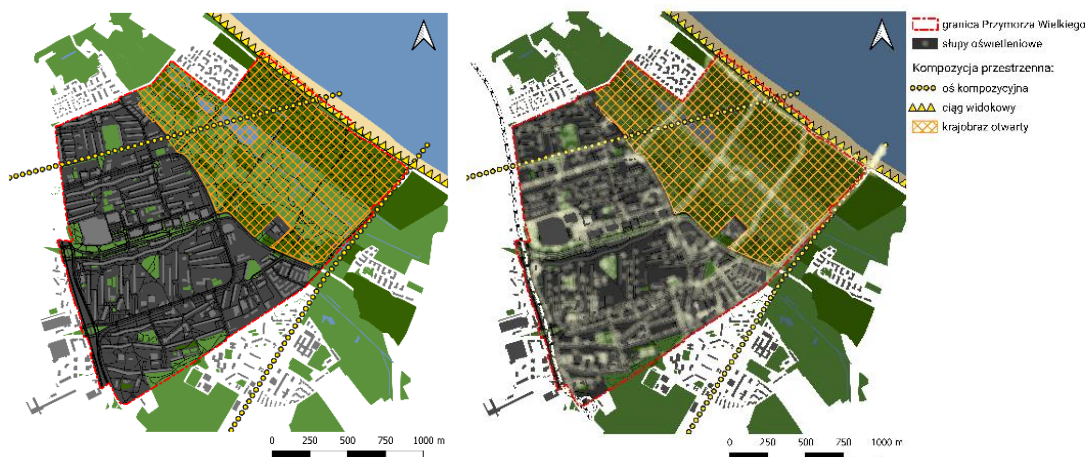 granica Przymorza Wielkiego
słupy oświetleniowe
Kompozycja przestrzenna:
oś kompozycyjna
ciąg widokowy
krajobraz otwarty
0 250 500 750 1000 m
0 250 500 750 1000 m